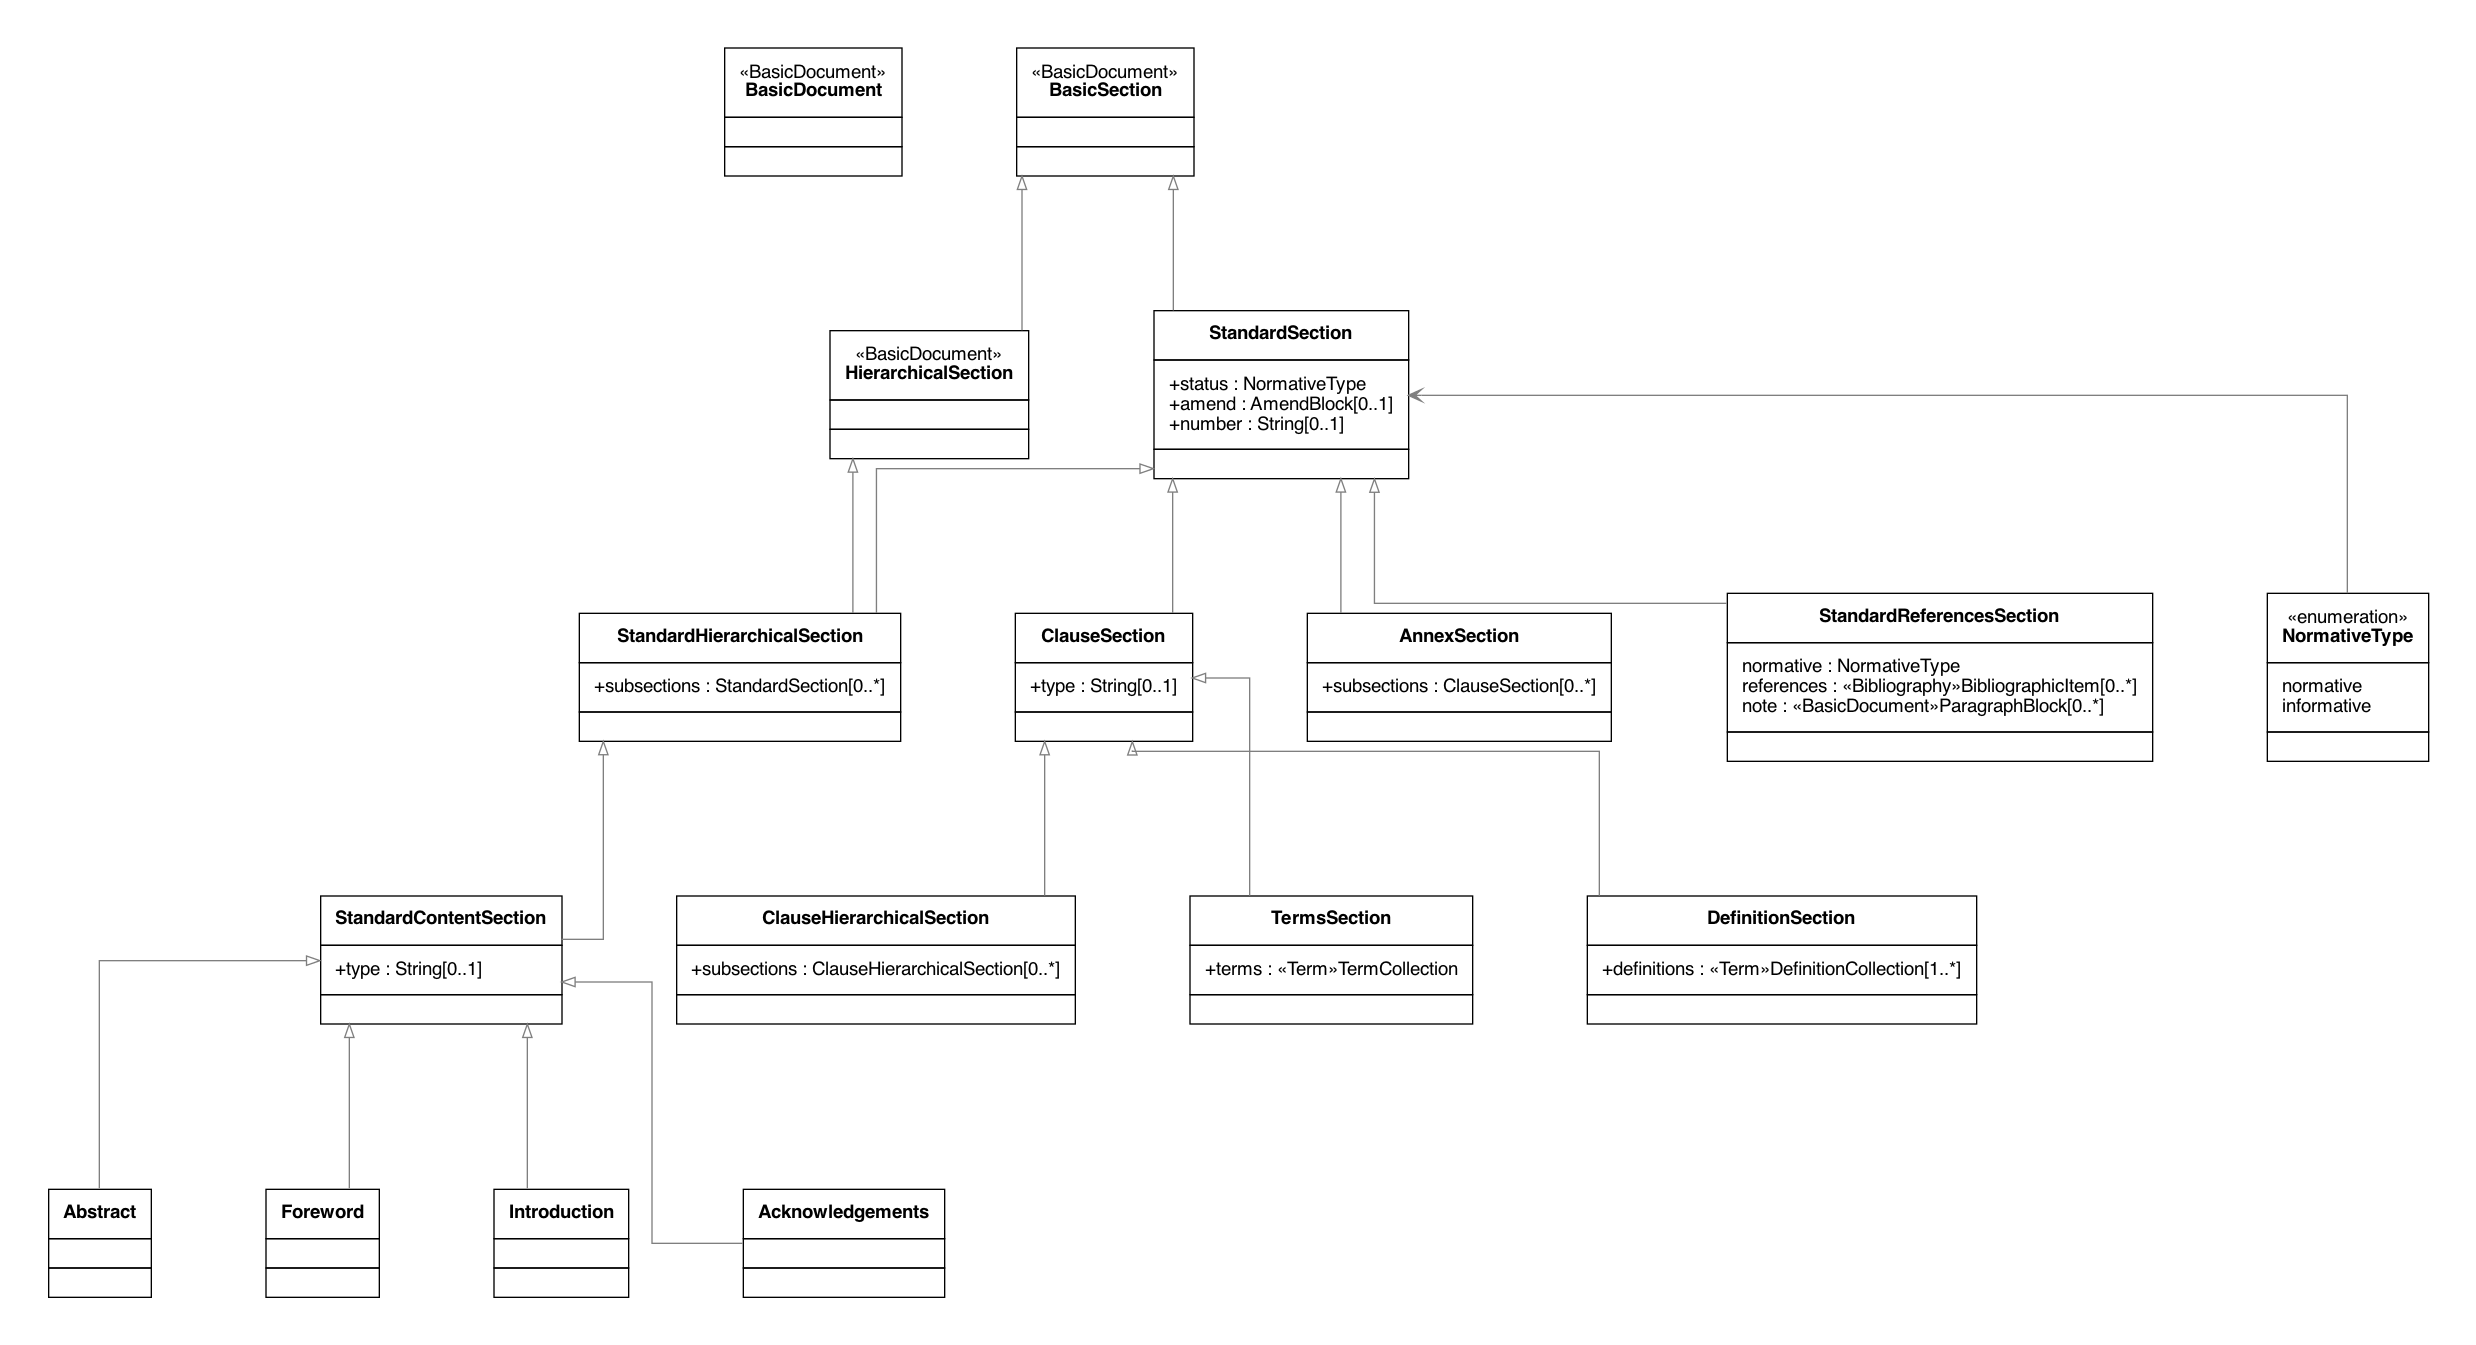 «BasicDocument»
BasicDocument
«BasicDocument»
BasicSection
«BasicDocument»
HierarchicalSection
StandardSection
+status : NormativeType
+amend : AmendBlock[0..1]
+number : String[0..1]
StandardHierarchicalSection
+subsections : StandardSection[0..*]
ClauseSection
+type : String[0..1]
AnnexSection
+subsections : ClauseSection[0..*]
StandardReferencesSection
normative : NormativeType
references : «Bibliography»BibliographicItem[0..*]
note : «BasicDocument»ParagraphBlock[0..*]
«enumeration»
NormativeType
normative
informative
StandardContentSection
+type : String[0..1]
ClauseHierarchicalSection
+subsections : ClauseHierarchicalSection[0..*]
TermsSection
+terms : «Term»TermCollection
DefinitionSection
+definitions : «Term»DefinitionCollection[1..*]
Abstract
Foreword
Introduction
Acknowledgements